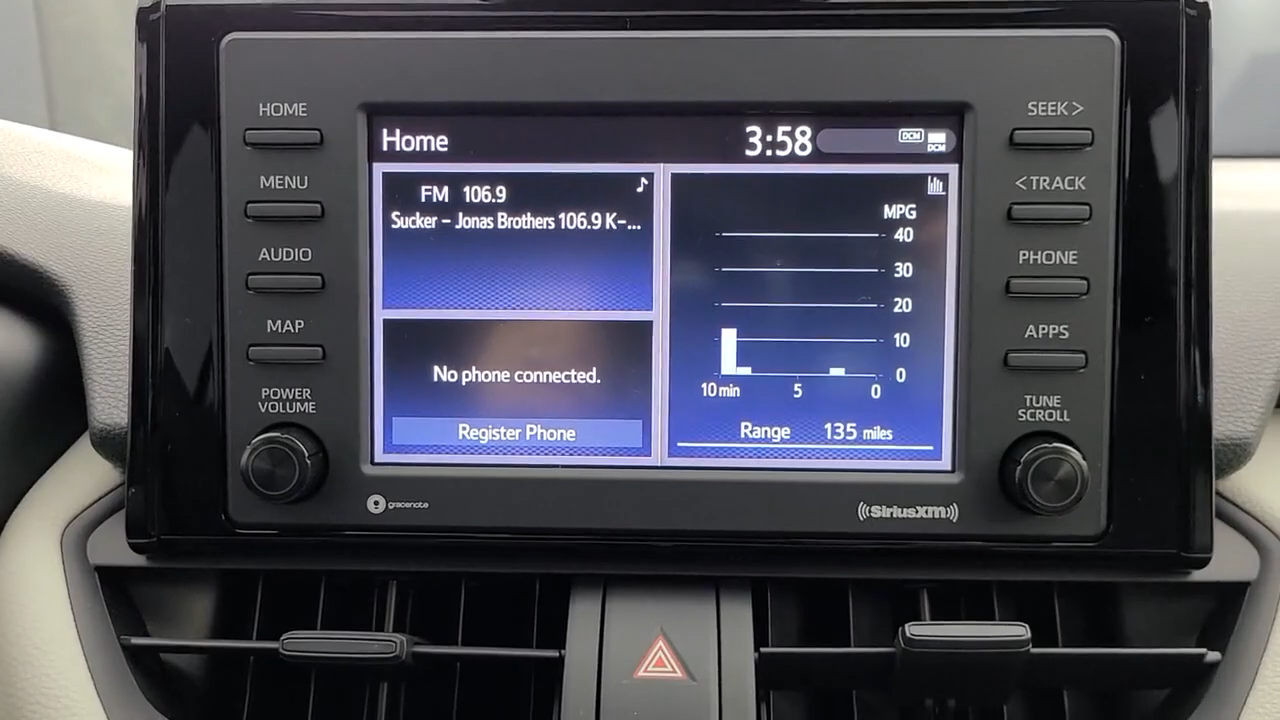 HOME
MENU
AUDIO
MAP
POWER
VOLUME
Home
3:58
DCM
DCM
FM 106.9
Sucker – Jonas Brothers 106.9 K–...
No phone connected.
Register Phone
MPG
40
30
20
10
0
10 min 5 0
Range 135 miles
SEEK >
< TRACK
PHONE
APPS
TUNE
SCROLL
gracenote
((SiriusXM))